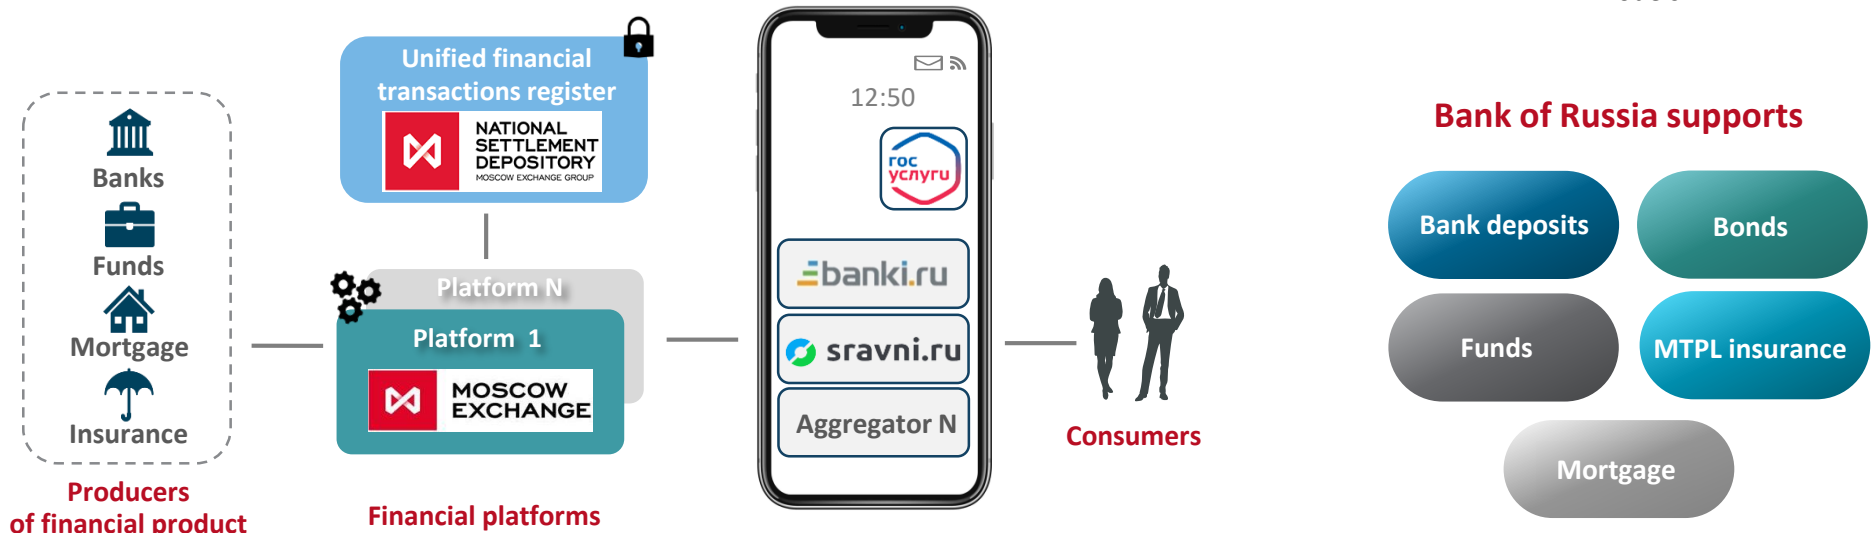 Banks
Funds
Mortgage
Insurance
Producers
of financial product
Unified financial
transactions register
NATIONAL
SETTLEMENT
DEPOSITORY
MOSCOW EXCHANGE GROUP
Platform N
Platform 1
MOSCOW
EXCHANGE
Financial platforms
12:50
гос
услуги
banki.ru
sravni.ru
Aggregator N
Consumers
Bank of Russia supports
Bank deposits
Bonds
Funds
MTPL insurance
Mortgage